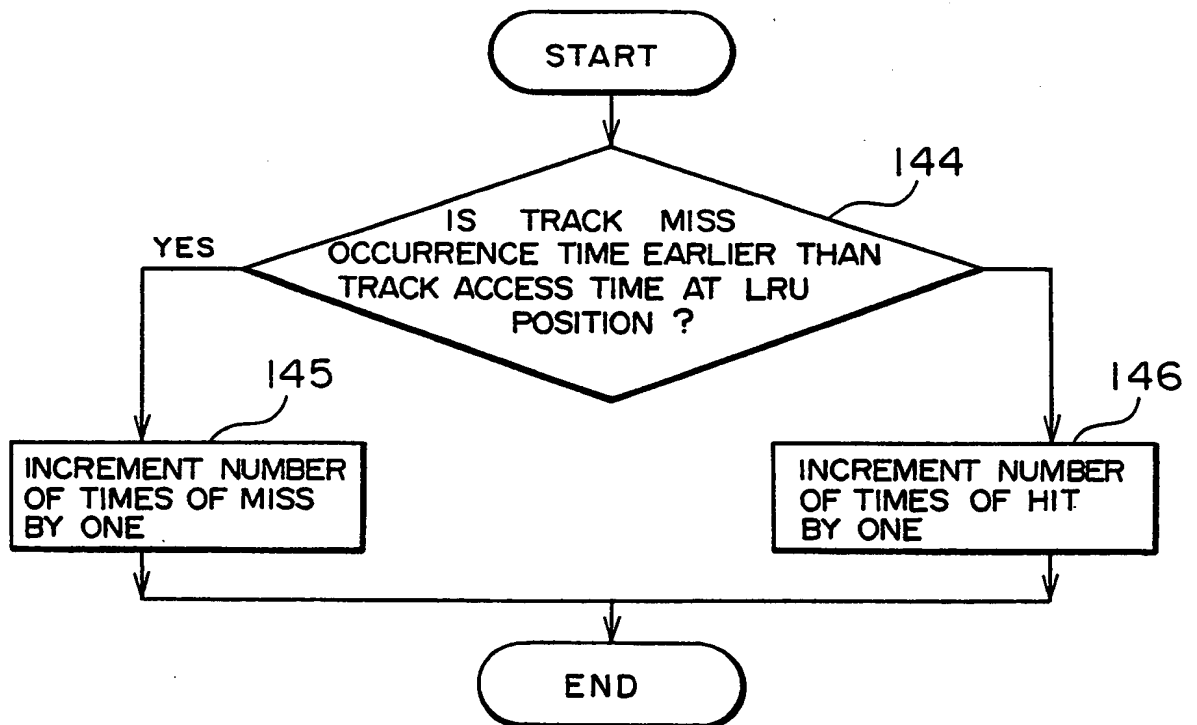 START
144
IS TRACK MISS
OCCURRENCE TIME EARLIER THAN
TRACK ACCESS TIME AT LRU
POSITION ?
YES
145
INCREMENT NUMBER
OF TIMES OF MISS
BY ONE
146
INCREMENT NUMBER
OF TIMES OF HIT
BY ONE
END